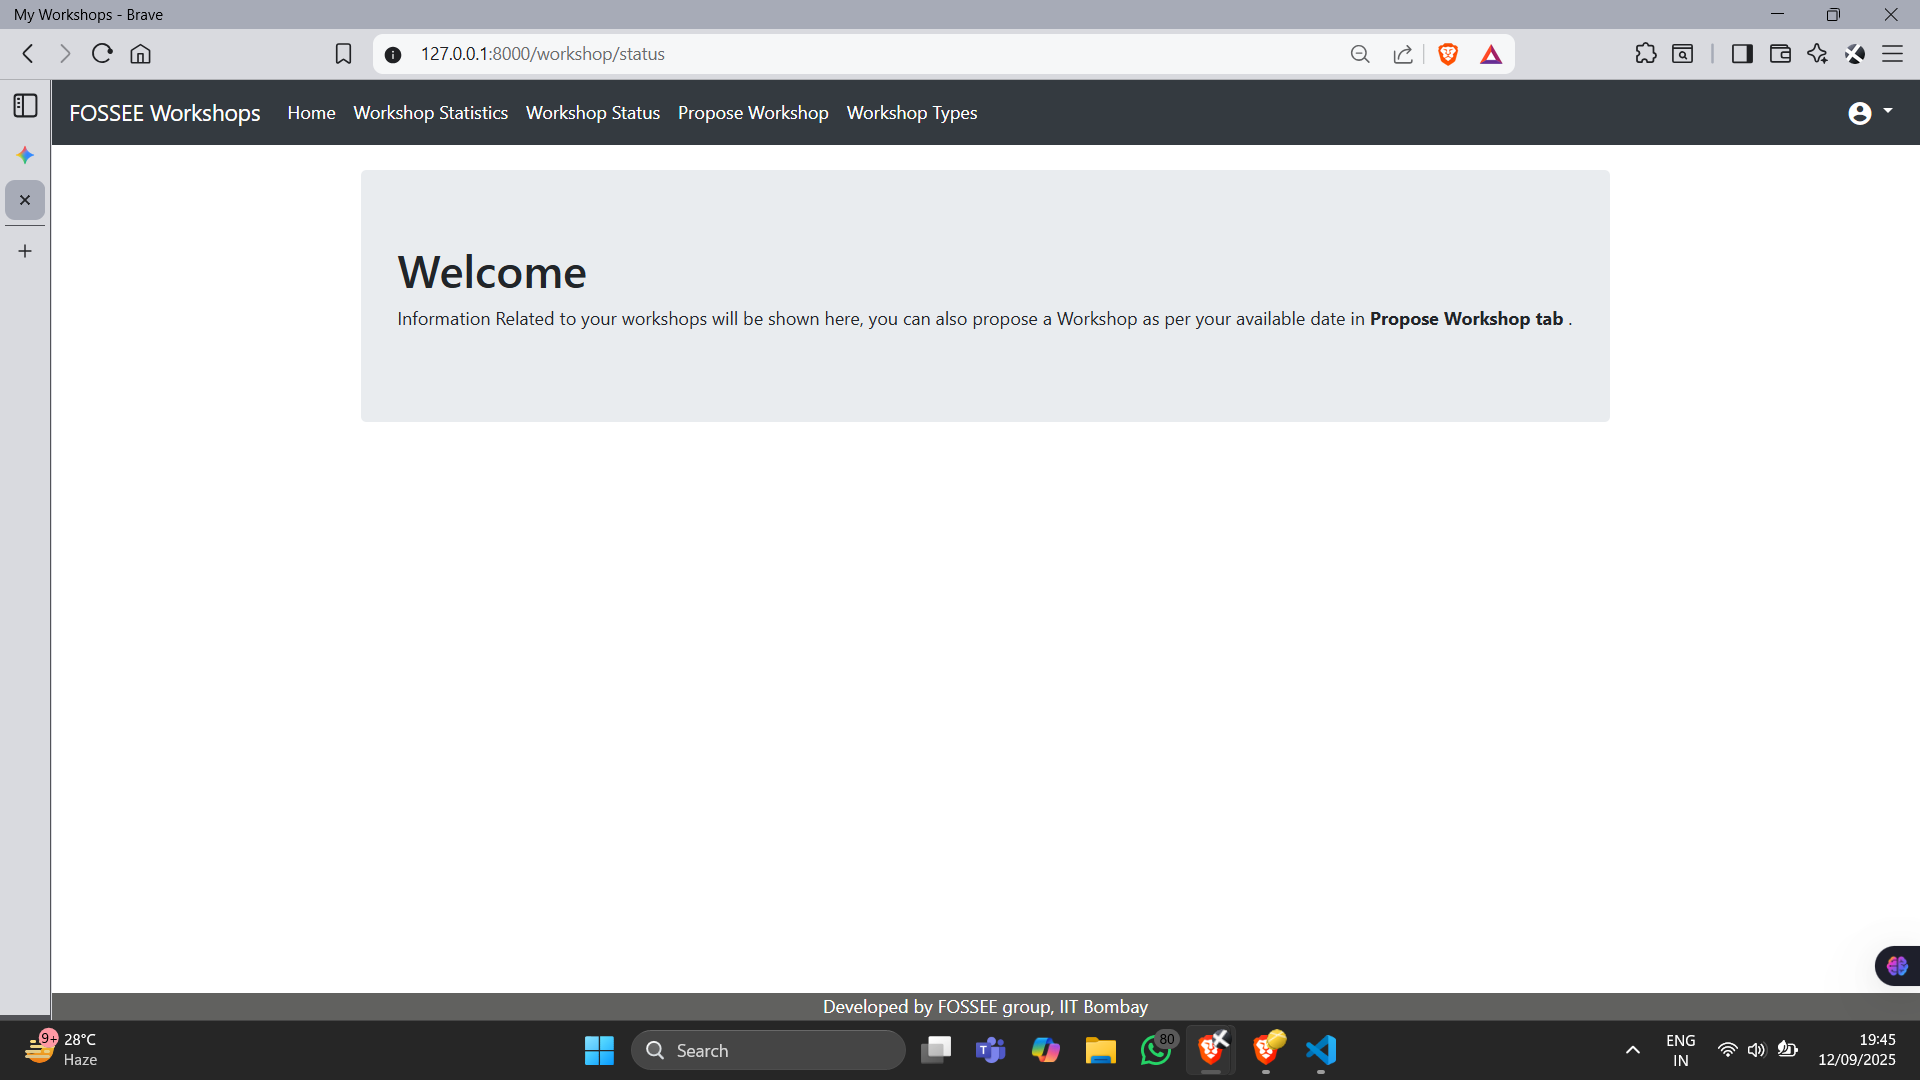 My Workshops - Brave
127.0.0.1:8000/workshop/status
FOSSEE Workshops Home Workshop Statistics Workshop Status Propose Workshop Workshop Types
Welcome
Information Related to your workshops will be shown here, you can also propose a Workshop as per your available date in Propose Workshop tab .
Developed by FOSSEE group, IIT Bombay
9+ 28°C
Haze
Search
T
80
ENG
IN
19:45
12/09/2025